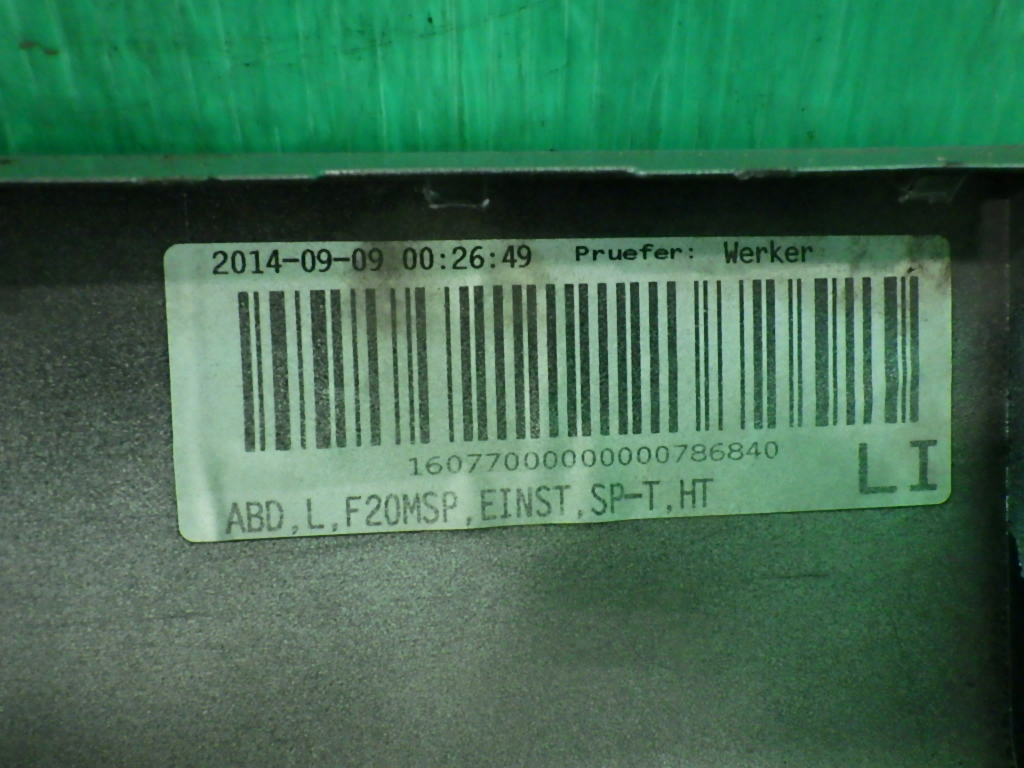 2014-09-09 00:26:49 Pruefer: Werker
16077000000000786840
LI
ABD,L,F20MSP,EINST,SP-T,HT